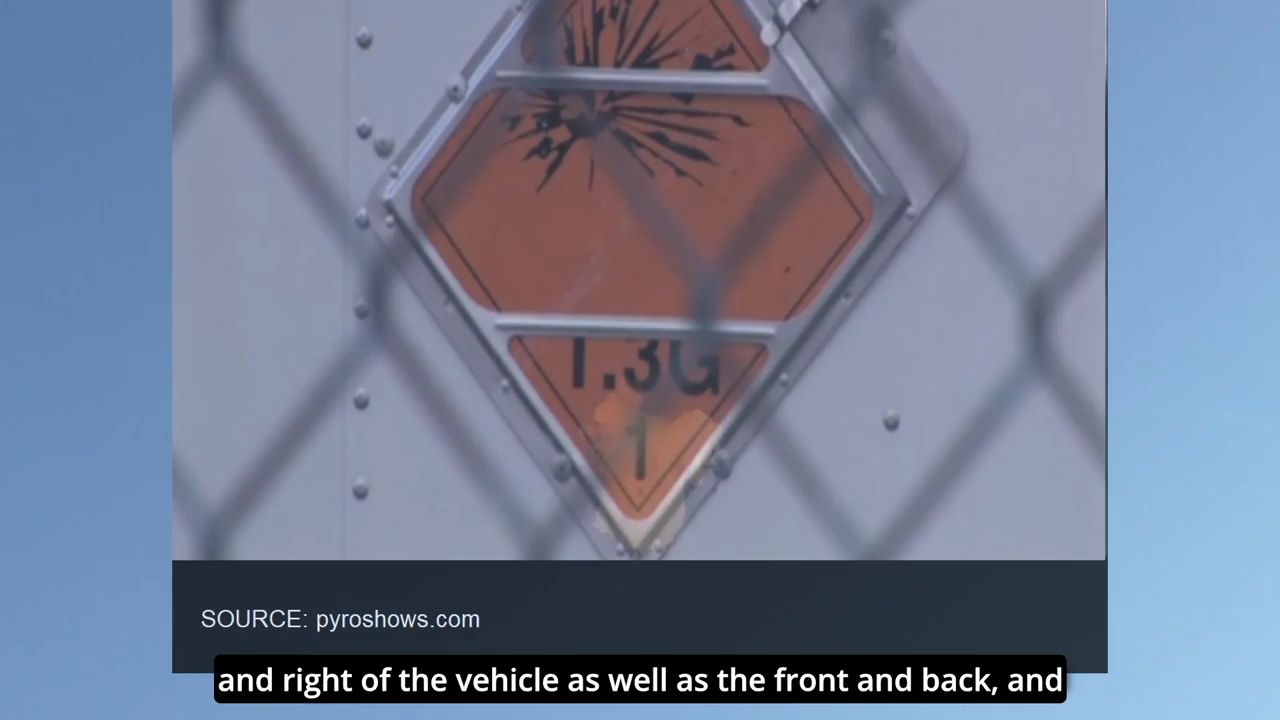 1.3G
1
SOURCE: pyroshows.com
and right of the vehicle as well as the front and back, and